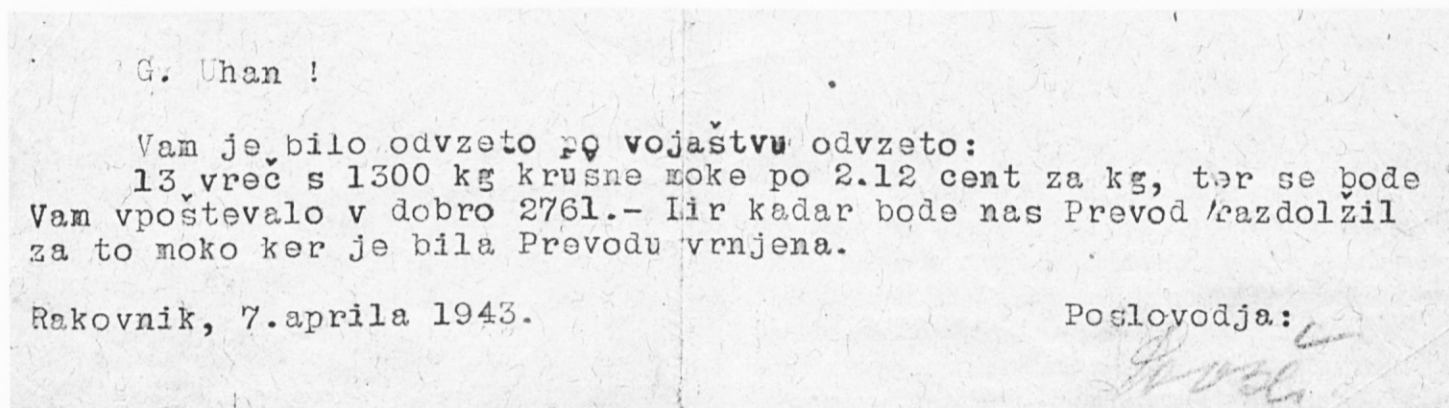 G. Uhan !
Vam je bilo odvzeto po vojaštvu odvzeto:
13 vreč s 1300 kg krusne moke po 2.12 cent za kg, ter se bode
Vam vpoštevalo v dobro 2761.- Lir kadar bode nas Prevod razdolžil
za to moko ker je bila Prevodu vrnjena.
Rakovnik, 7.aprila 1943.
Poslovodja: